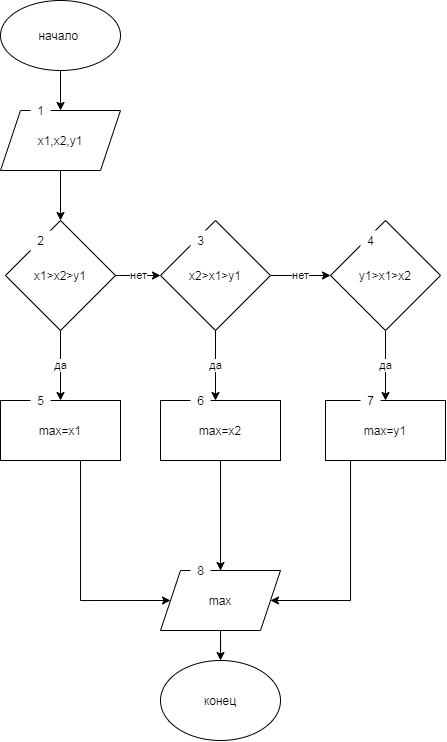 начало
1
x1,x2,y1
2
x1>x2>y1
нет
3
x2>x1>y1
нет
4
y1>x1>x2
да
да
да
5
max=x1
6
max=x2
7
max=y1
8
max
конец